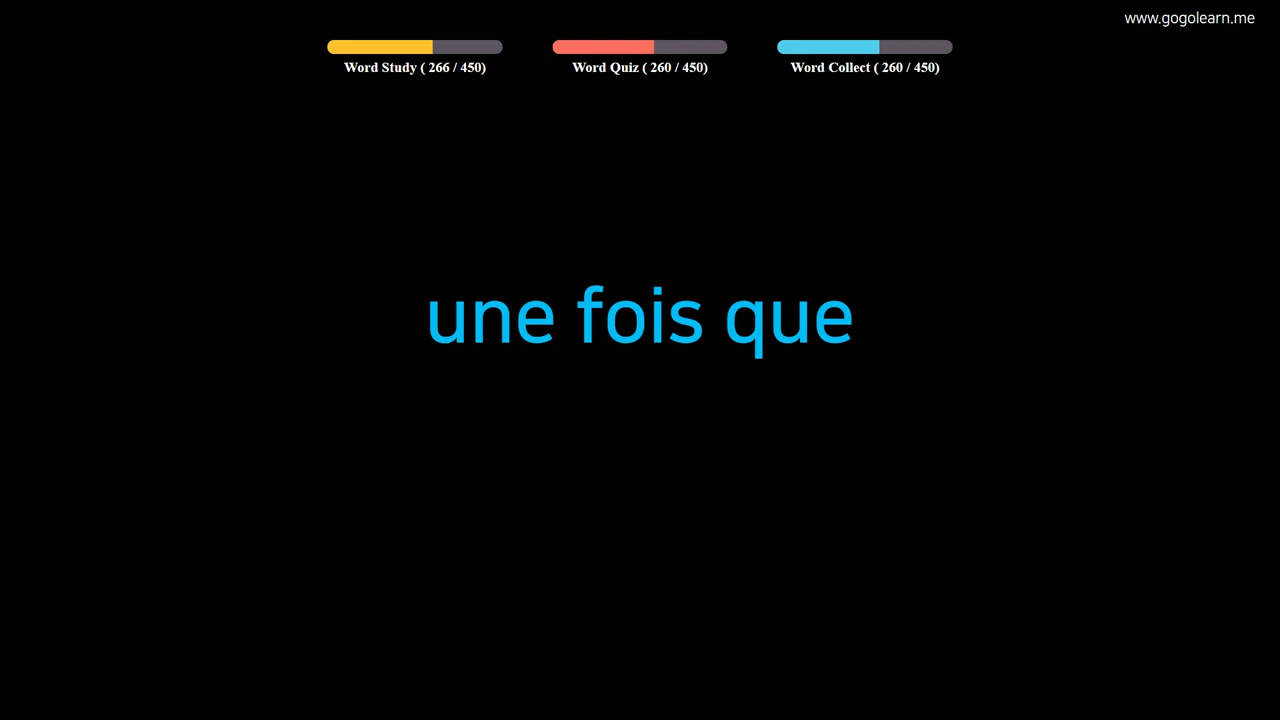 www.gogolearn.me
Word Study ( 266 / 450)
Word Quiz ( 260 / 450)
Word Collect ( 260 / 450)
une fois que